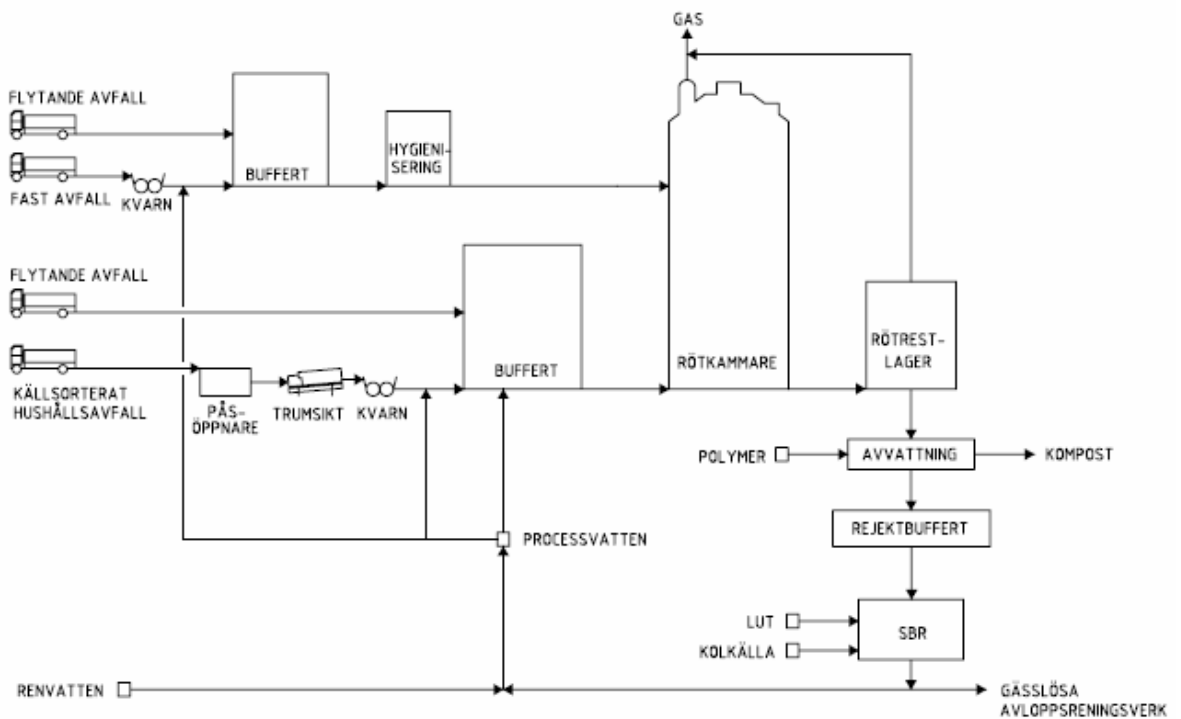 GAS
FLYTANDE AVFALL
HYGIENI-
SERING
BUFFERT
FAST AVFALL
KVARN
FLYTANDE AVFALL
RÖTREST-
LAGER
BUFFERT
RÖTKAMMARE
KÄLLSORTERAT
HUSHÅLLSAVFALL
PÅS-
ÖPPNARE
TRUMSIKT
KVARN
POLYMER
AVVATTNING
KOMPOST
REJEKTBUFFERT
PROCESSVATTEN
LUT
SBR
KOLKÄLLA
RENVATTEN
GÄSSLÖSA
AVLOPPSRENINGSVERK